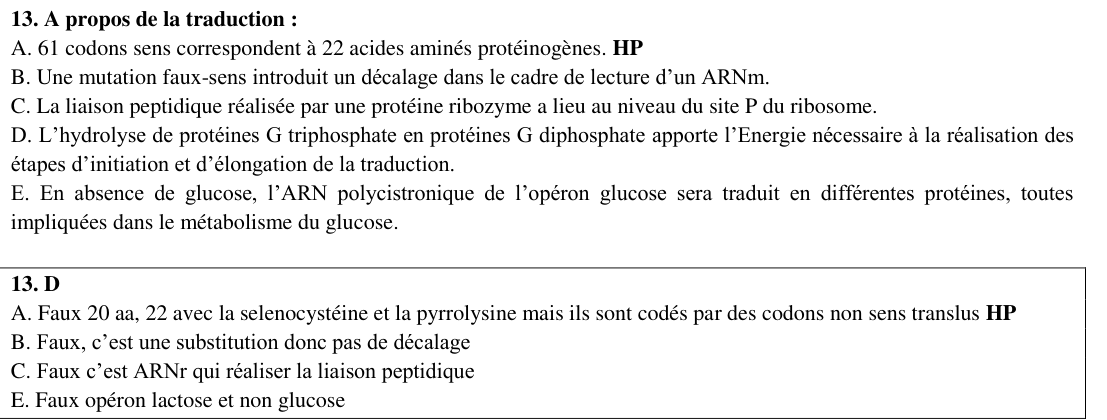 13. A propos de la traduction :
A. 61 codons sens correspondent à 22 acides aminés protéinogènes. HP
B. Une mutation faux-sens introduit un décalage dans le cadre de lecture d'un ARNm.
C. La liaison peptidique réalisée par une protéine ribozyme a lieu au niveau du site P du ribosome.
D. L'hydrolyse de protéines G triphosphate en protéines G diphosphate apporte l'Energie nécessaire à la réalisation des
étapes d'initiation et d'élongation de la traduction.
E. En absence de glucose, l'ARN polycistronique de l'opéron glucose sera traduit en différentes protéines, toutes
impliquées dans le métabolisme du glucose.
13. D
A. Faux 20 aa, 22 avec la selenocystéine et la pyrrolysine mais ils sont codés par des codons non sens translus HP
B. Faux, c'est une substitution donc pas de décalage
C. Faux c'est ARNr qui réaliser la liaison peptidique
E. Faux opéron lactose et non glucose